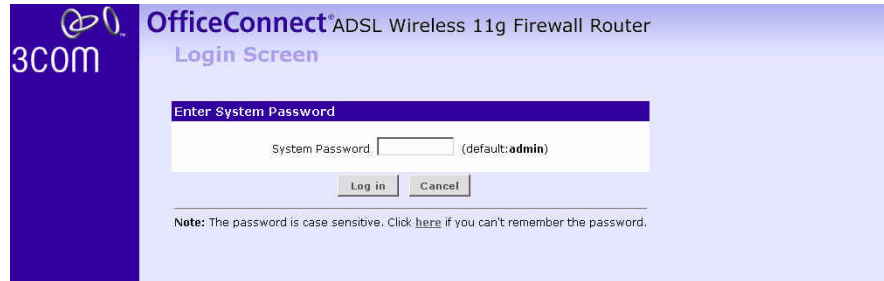 3COM
OfficeConnect® ADSL Wireless 11g Firewall Router
Login Screen
Enter System Password
System Password (default:admin)
Log in Cancel
Note: The password is case sensitive. Click here if you can't remember the password.